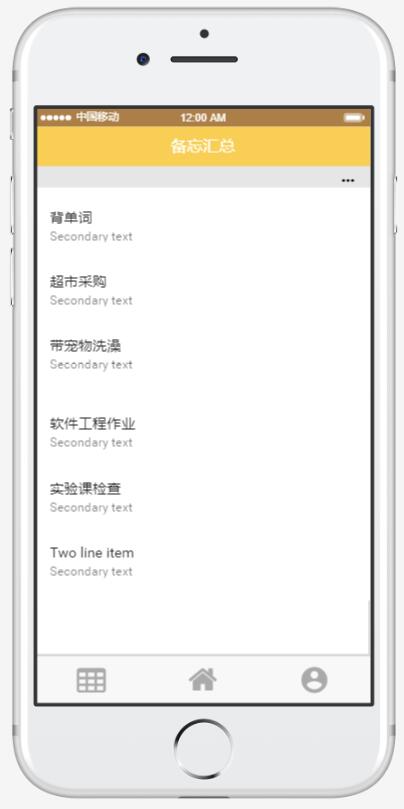 中国移动 12:00 AM
备忘汇总
...
背单词
Secondary text
超市采购
Secondary text
带宠物洗澡
Secondary text
软件工程作业
Secondary text
实验课检查
Secondary text
Two line item
Secondary text